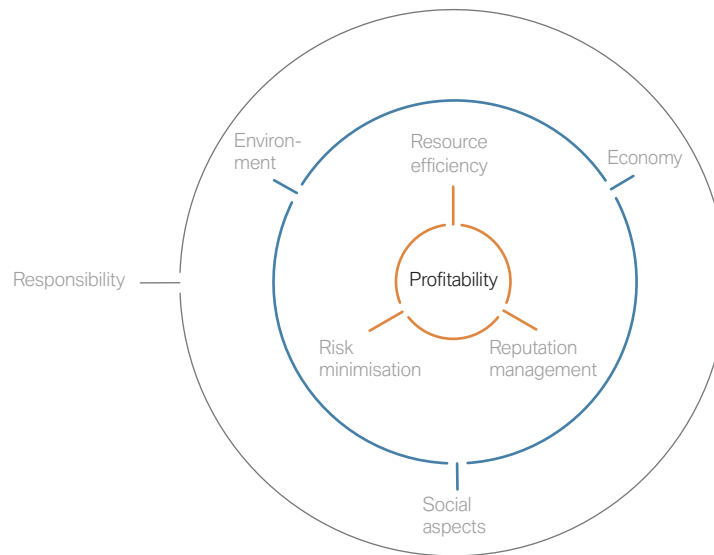 Environ-
ment
Resource
efficiency
Economy
Responsibility
Profitability
Risk
minimisation
Reputation
management
Social
aspects